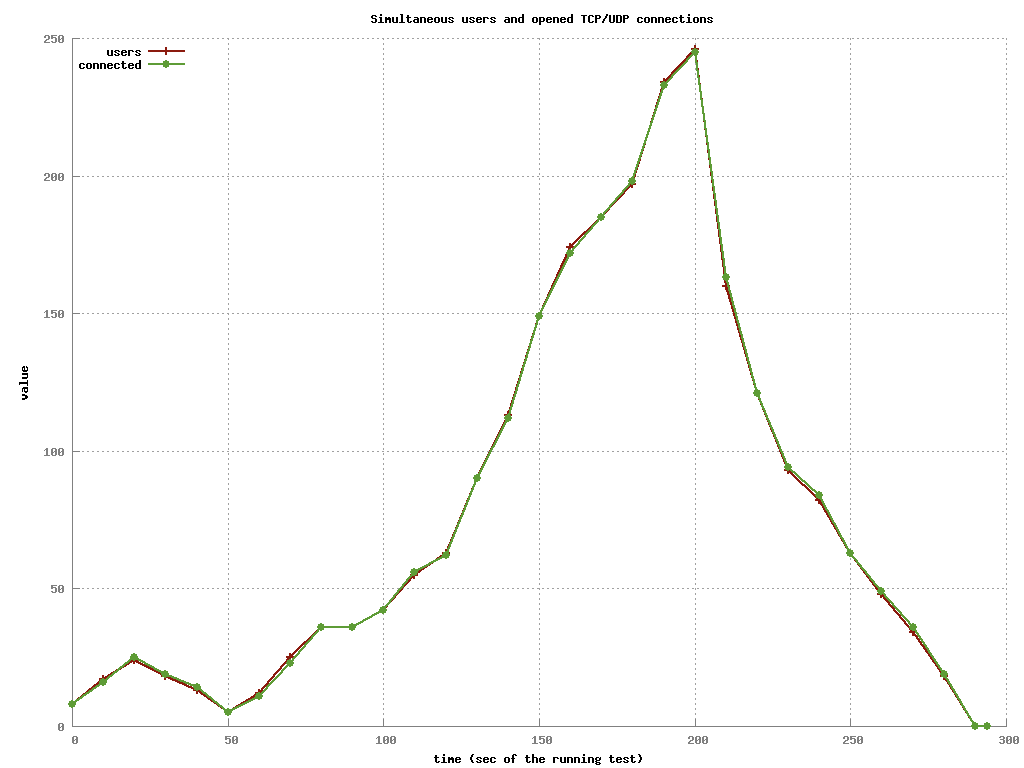 Simultaneous users and opened TCP/UDP connections
250
users
connected
200
150
value
100
50
0
0 50 100 150 200 250 300
time (sec of the running test)